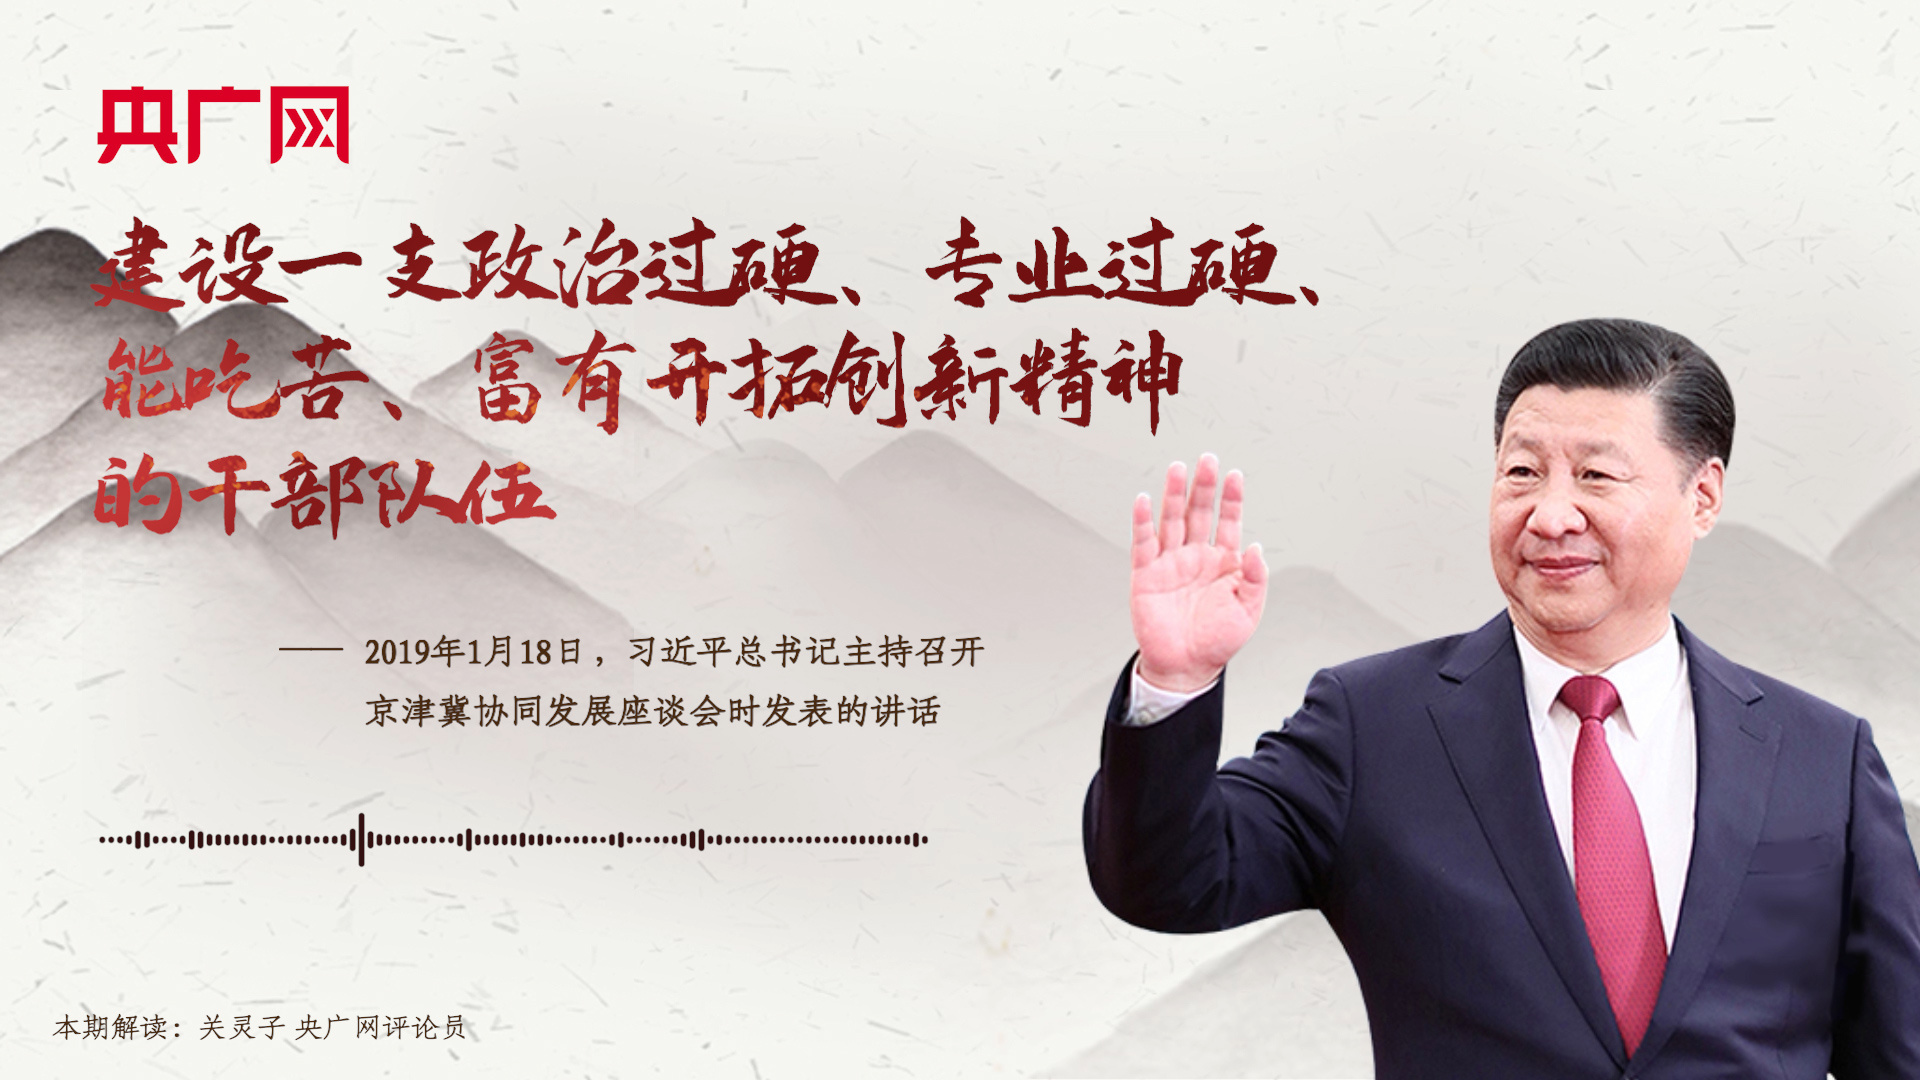 央广网
建设一支政治过硬、专业过硬、
能吃苦、富有开拓创新精神
的干部队伍
—— 2019年1月18日，习近平总书记主持召开
京津冀协同发展座谈会时发表的讲话
本期解读：关灵子 央广网评论员